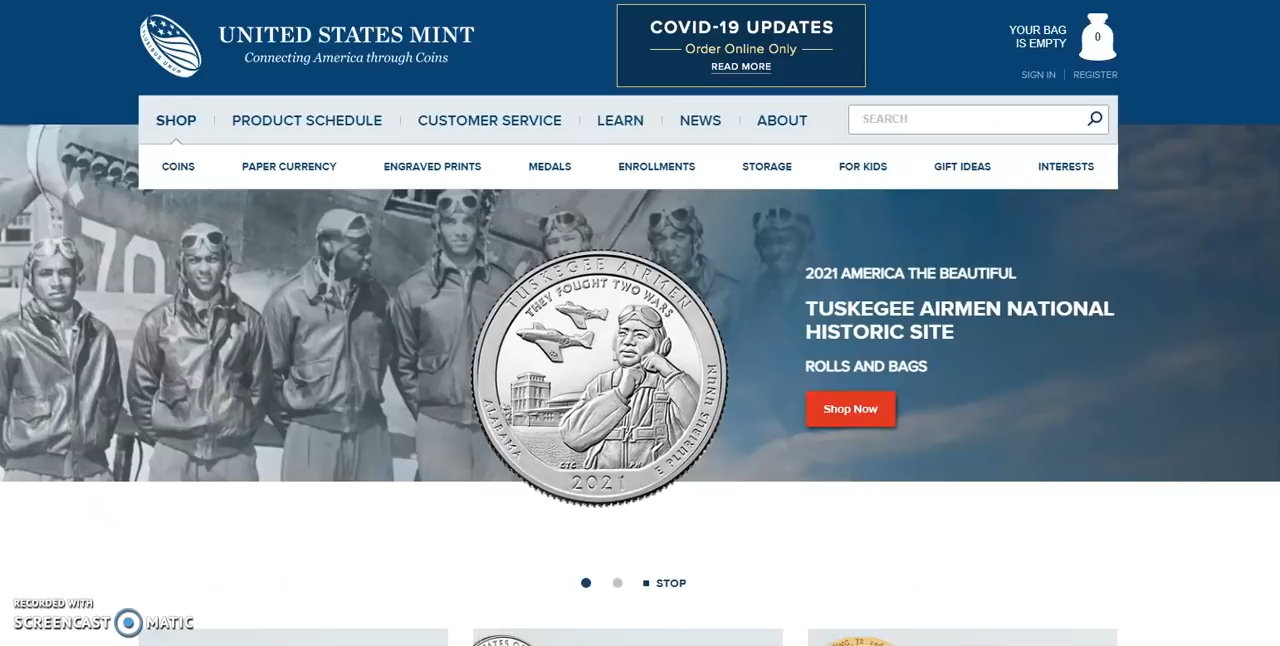 UNITED STATES MINT
Connecting America through Coins
PLURIBUS UNUM
COVID-19 UPDATES
Order Online Only
READ MORE
YOUR BAG
IS EMPTY
0
SIGN IN
REGISTER
SHOP
PRODUCT SCHEDULE
CUSTOMER SERVICE
LEARN
NEWS
ABOUT
SEARCH
COINS
PAPER CURRENCY
ENGRAVED PRINTS
MEDALS
ENROLLMENTS
STORAGE
FOR KIDS
GIFT IDEAS
INTERESTS
70
TUSKEGEE AIRMEN
THEY FOUGHT TWO WARS
ALABAMA
2021
E PLURIBUS UNUM
2021 AMERICA THE BEAUTIFUL
TUSKEGEE AIRMEN NATIONAL
HISTORIC SITE
ROLLS AND BAGS
Shop Now
STOP
RECORDED WITH
SCREENCAST MATIC